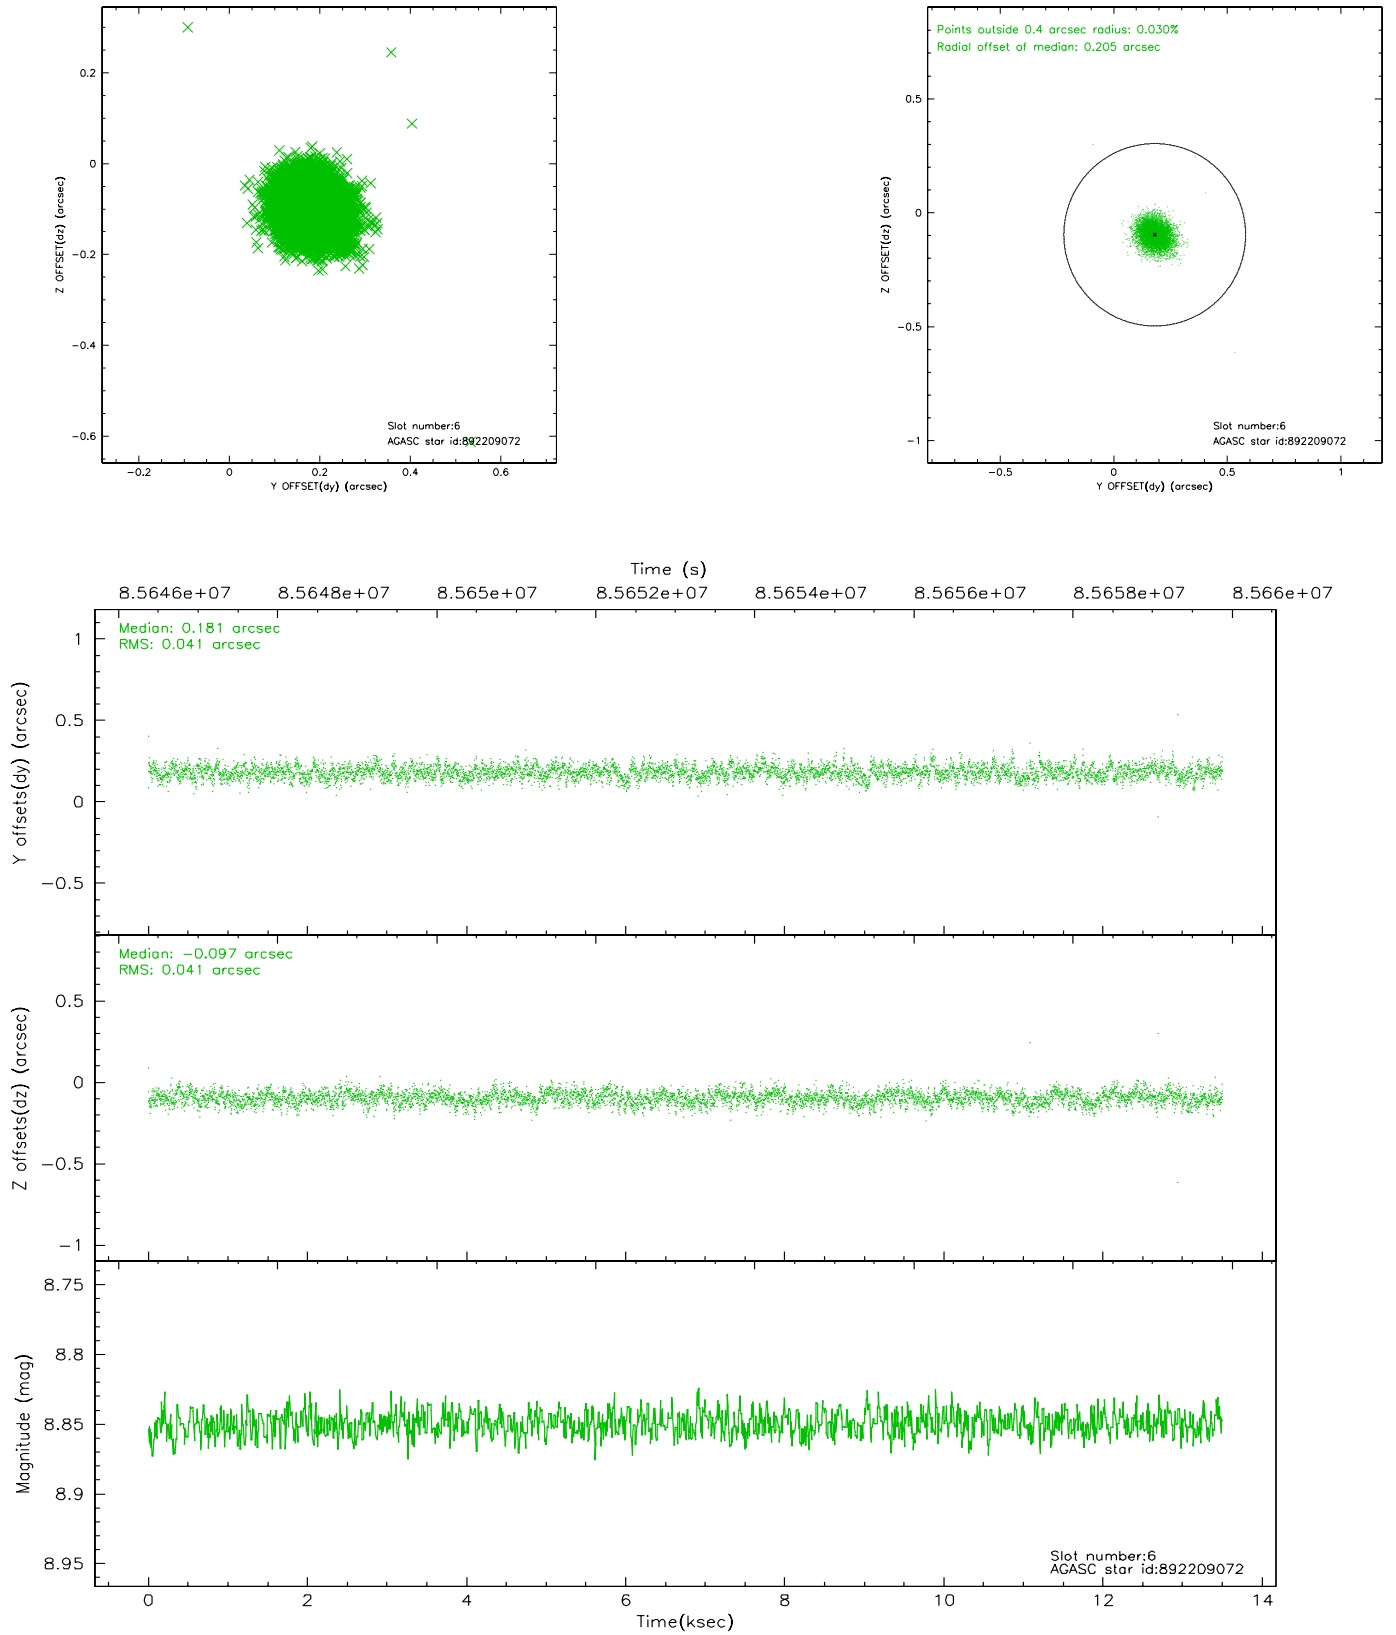 0.2
0
-0.2
-0.4
-0.6
-0.2 0 0.2 0.4 0.6
Z OFFSET(dz) (arcsec)
Y OFFSET(dy) (arcsec)
Slot number:6
AGASC star id:892209072
Points outside 0.4 arcsec radius: 0.030%
Radial offset of median: 0.205 arcsec
0.5
0
-0.5
-1
-0.5 0 0.5 1
Z OFFSET(dz) (arcsec)
Y OFFSET(dy) (arcsec)
Slot number:6
AGASC star id:892209072
Time (s)
8.5646e+07 8.5648e+07 8.565e+07 8.5652e+07 8.5654e+07 8.5656e+07 8.5658e+07 8.566e+07
Median: 0.181 arcsec
RMS: 0.041 arcsec
1
0.5
0
-0.5
Y offsets(dy) (arcsec)
Median: -0.097 arcsec
RMS: 0.041 arcsec
0.5
0
-0.5
-1
Z offsets(dz) (arcsec)
8.75
8.8
8.85
8.9
8.95
Magnitude (mag)
Slot number:6
AGASC star id:892209072
0 2 4 6 8 10 12 14
Time(ksec)